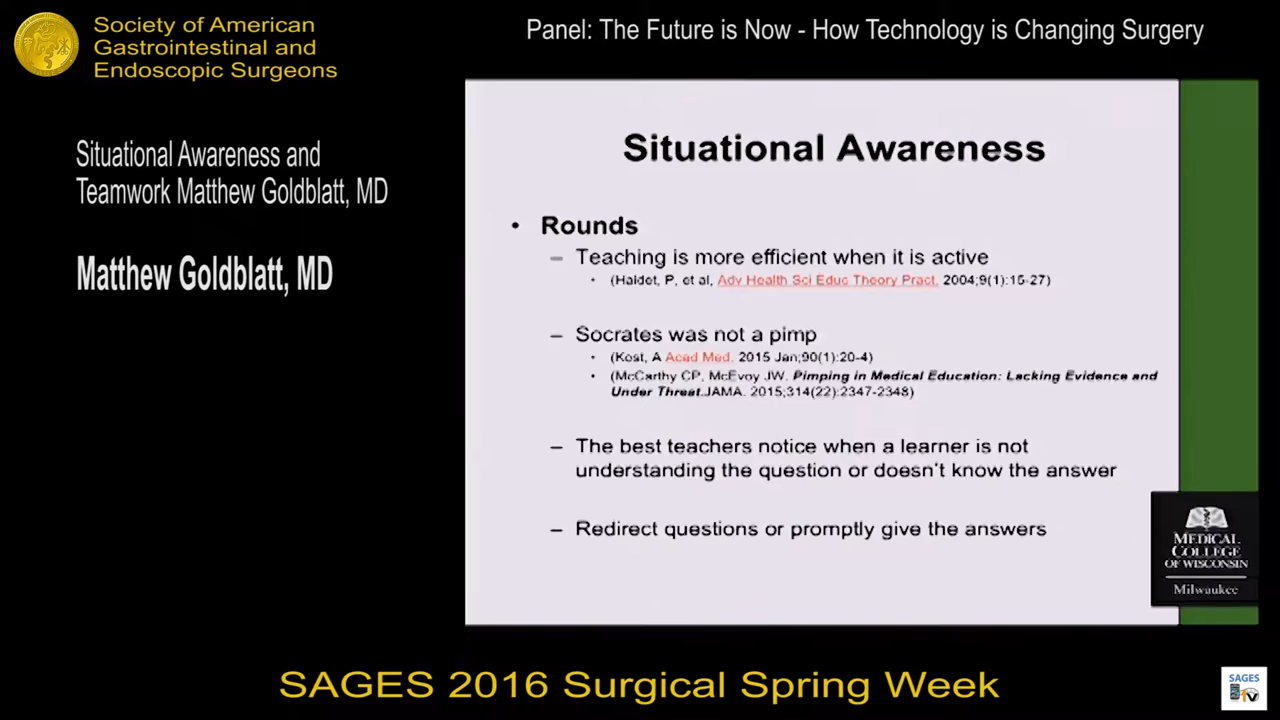 Society of American
Gastrointestinal and
Endoscopic Surgeons
Panel: The Future is Now - How Technology is Changing Surgery
Situational Awareness and
Teamwork Matthew Goldblatt, MD
Matthew Goldblatt, MD
Situational Awareness
• Rounds
– Teaching is more efficient when it is active
• (Haidet, P, et al, Adv Health Sci Educ Theory Pract. 2004;9(1):15-27)
– Socrates was not a pimp
• (Kost, A Acad Med. 2015 Jan;90(1):20-4)
• (McCarthy CP, McEvoy JW. Pimping in Medical Education: Lacking Evidence and
Under Threat.JAMA. 2015;314(22):2347-2348)
– The best teachers notice when a learner is not
understanding the question or doesn't know the answer
– Redirect questions or promptly give the answers
MEDICAL
COLLEGE
OF WISCONSIN
Milwaukee
SAGES 2016 Surgical Spring Week
SAGES
tv